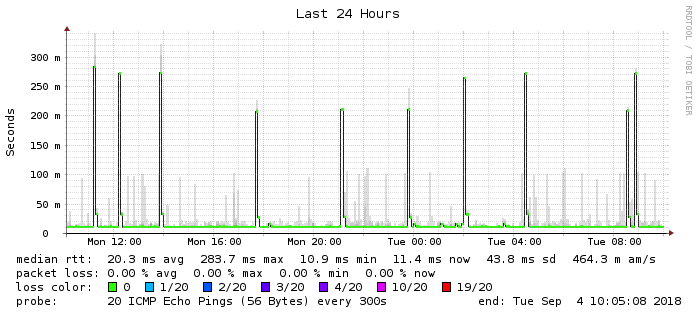 Last 24 Hours
RRDTOOL / TOBI OETIKER
Seconds
300 m
250 m
200 m
150 m
100 m
50 m
0
Mon 12:00 Mon 16:00 Mon 20:00 Tue 00:00 Tue 04:00 Tue 08:00
median rtt: 20.3 ms avg 283.7 ms max 10.9 ms min 11.4 ms now 43.8 ms sd 464.3 m am/s
packet loss: 0.00 % avg 0.00 % max 0.00 % min 0.00 % now
loss color: 0 1/20 2/20 3/20 4/20 10/20 19/20
probe: 20 ICMP Echo Pings (56 Bytes) every 300s end: Tue Sep 4 10:05:08 2018